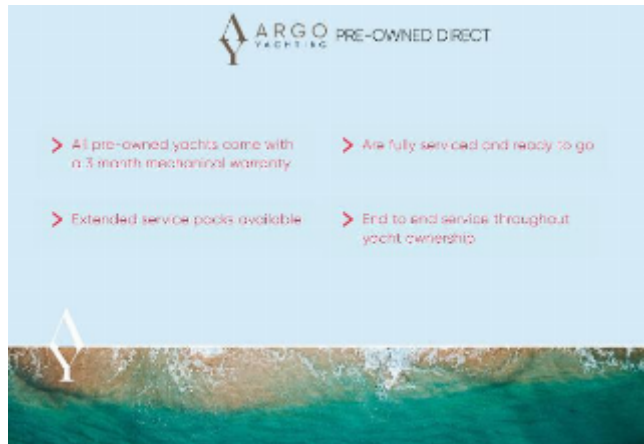 ARGO
YACHTING
PRE-OWNED DIRECT
All pre-owned yachts come with
a 3 month mechanical warranty
Are fully serviced and ready to go
Extended service packs available
End to end service throughout
yacht ownership